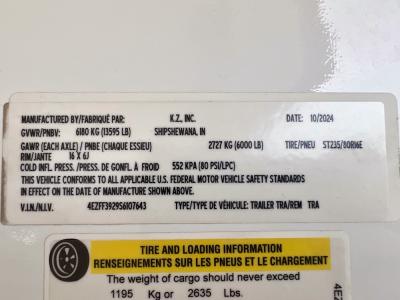 MANUFACTURED BY/FABRIQUÉ PAR: K.Z., INC. DATE: 10/2024
GVWR/PNBV: 6180 KG (13595 LB) SHIPSHEWANA, IN
GAWR (EACH AXLE) / PNBE (CHAQUE ESSIEU) 2727 KG (6000 LB) TIRE/PNEU ST235/80R16E
RIM/JANTE 16 X 6J
COLD INFL. PRESS./PRESS. DE GONFL. À FROID 552 KPA (80 PSI/LPC)
THIS VEHICLE CONFORMS TO ALL APPLICABLE U.S. FEDERAL MOTOR VEHICLE SAFETY STANDARDS
IN EFFECT ON THE DATE OF MANUFACTURE SHOWN ABOVE.
V.I.N./N.I.V. 4EZFF3929S6107643 TYPE/TYPE DE VÉHICULE: TRAILER TRA/REM TRA
TIRE AND LOADING INFORMATION
RENSEIGNEMENTS SUR LES PNEUS ET LE CHARGEMENT
The weight of cargo should never exceed
1195 Kg or 2635 Lbs.
4EZ